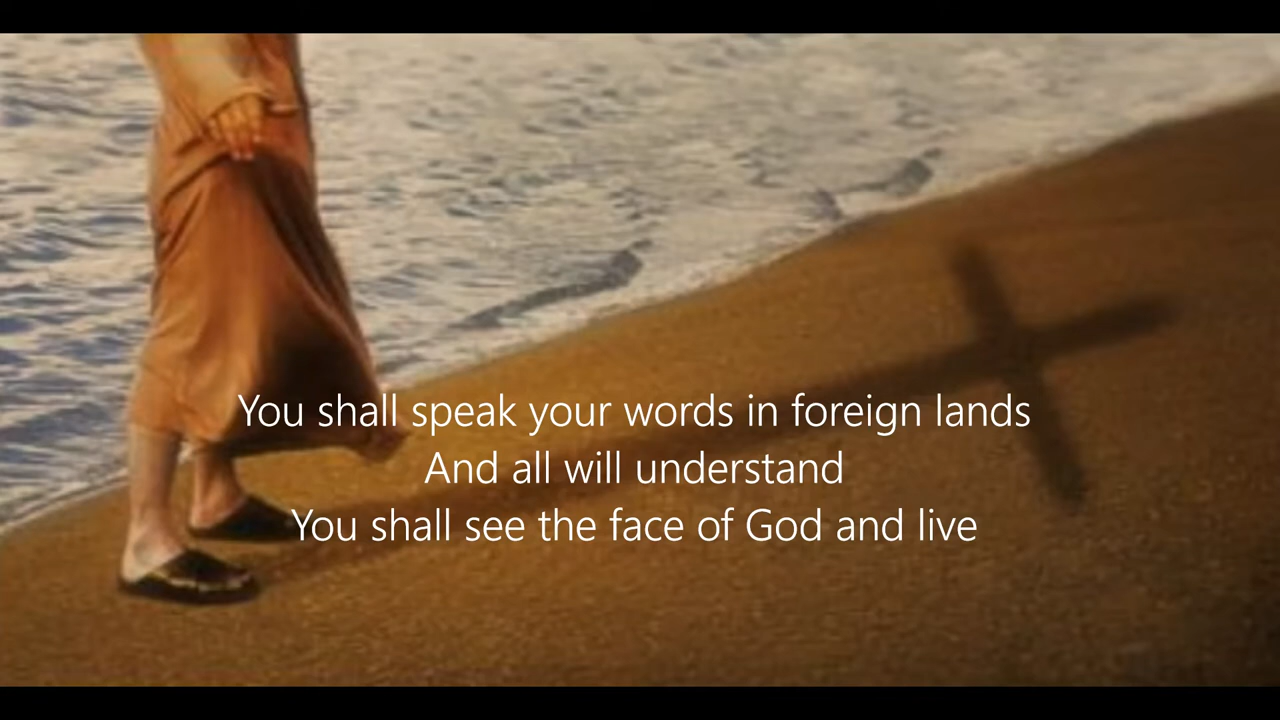 You shall speak your words in foreign lands
And all will understand
You shall see the face of God and live